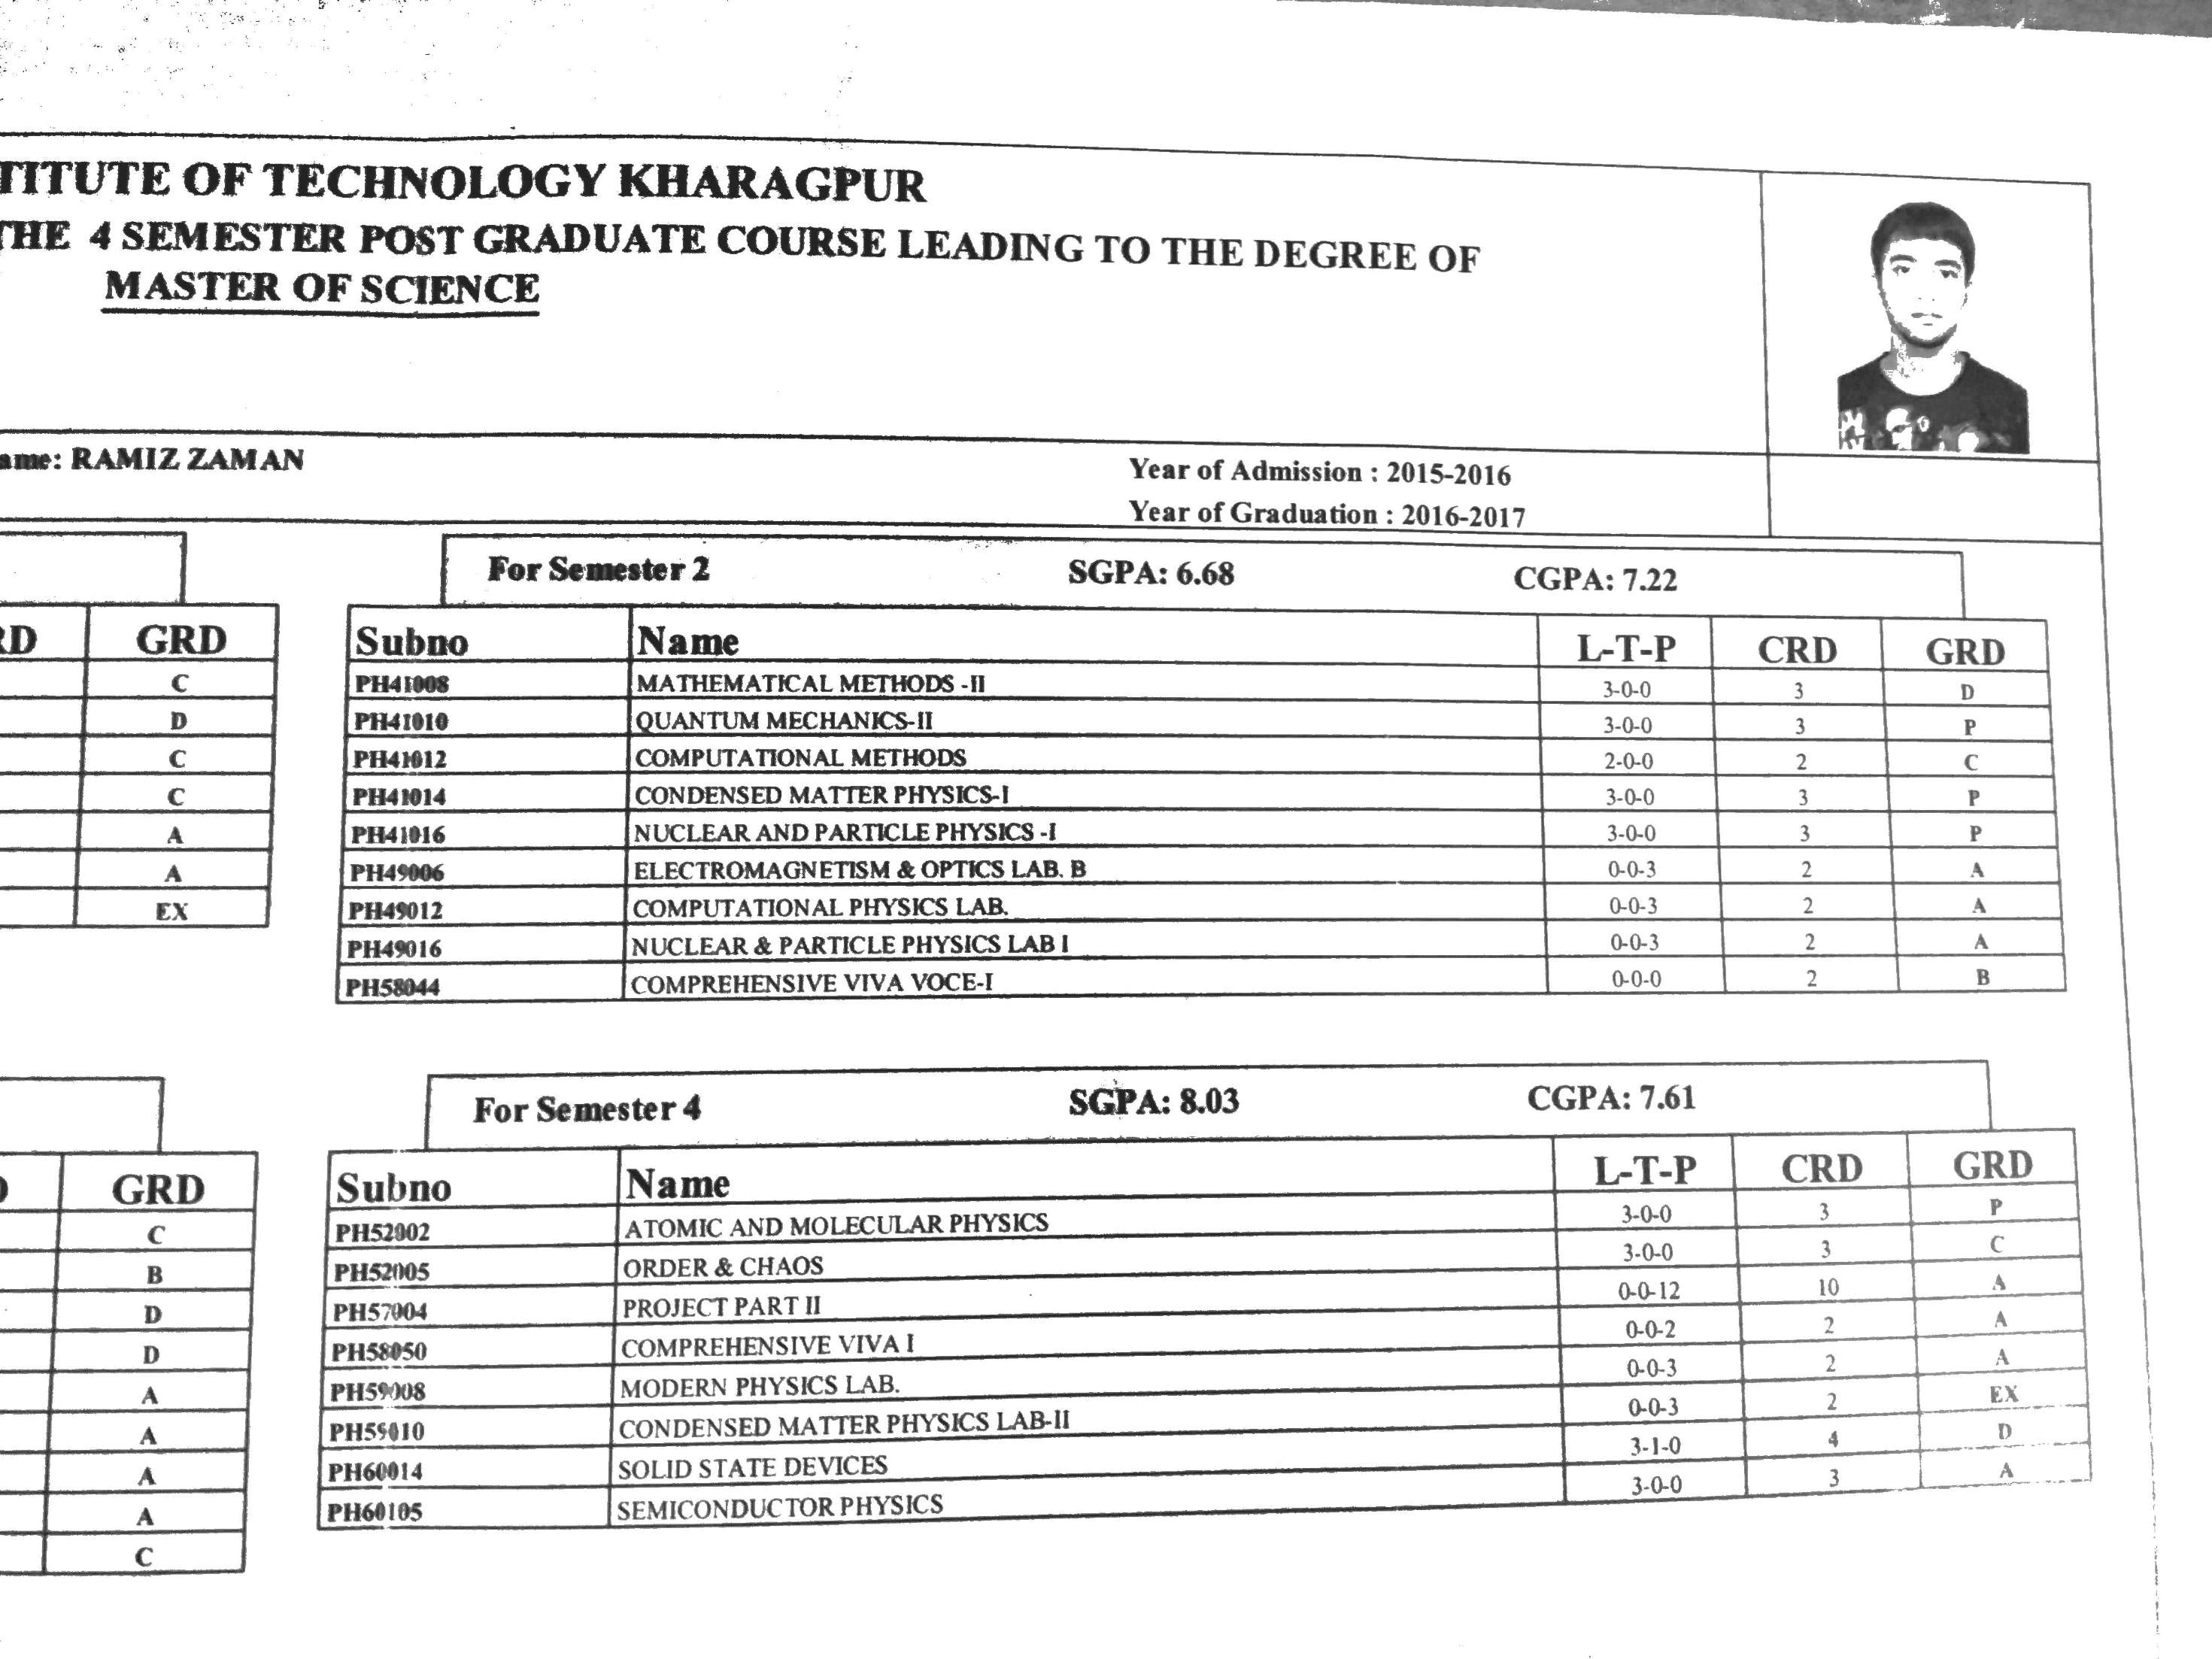 TITUTE OF TECHNOLOGY KHARAGPUR
THE 4 SEMESTER POST GRADUATE COURSE LEADING TO THE DEGREE OF
MASTER OF SCIENCE
ame: RAMIZ ZAMAN
Year of Admission : 2015-2016
Year of Graduation : 2016-2017
RD GRD
C
D
C
C
A
A
EX
For Semester 2 SGPA: 6.68 CGPA: 7.22
Subno Name L-T-P CRD GRD
PH41008 MATHEMATICAL METHODS -II 3-0-0 3 D
PH41010 QUANTUM MECHANICS-II 3-0-0 3 P
PH41012 COMPUTATIONAL METHODS 2-0-0 2 C
PH41014 CONDENSED MATTER PHYSICS-I 3-0-0 3 P
PH41016 NUCLEAR AND PARTICLE PHYSICS -I 3-0-0 3 P
PH49006 ELECTROMAGNETISM & OPTICS LAB. B 0-0-3 2 A
PH49012 COMPUTATIONAL PHYSICS LAB. 0-0-3 2 A
PH49016 NUCLEAR & PARTICLE PHYSICS LAB I 0-0-3 2 A
PH58044 COMPREHENSIVE VIVA VOCE-I 0-0-0 2 B
D GRD
C
B
D
D
A
A
A
A
C
For Semester 4 SGPA: 8.03 CGPA: 7.61
Subno Name L-T-P CRD GRD
PH52002 ATOMIC AND MOLECULAR PHYSICS 3-0-0 3 P
PH52005 ORDER & CHAOS 3-0-0 3 C
PH57004 PROJECT PART II 0-0-12 10 A
PH58050 COMPREHENSIVE VIVA I 0-0-2 2 A
PH59008 MODERN PHYSICS LAB. 0-0-3 2 A
PH59010 CONDENSED MATTER PHYSICS LAB-II 0-0-3 2 EX
PH60014 SOLID STATE DEVICES 3-1-0 4 D
PH60105 SEMICONDUCTOR PHYSICS 3-0-0 3 A